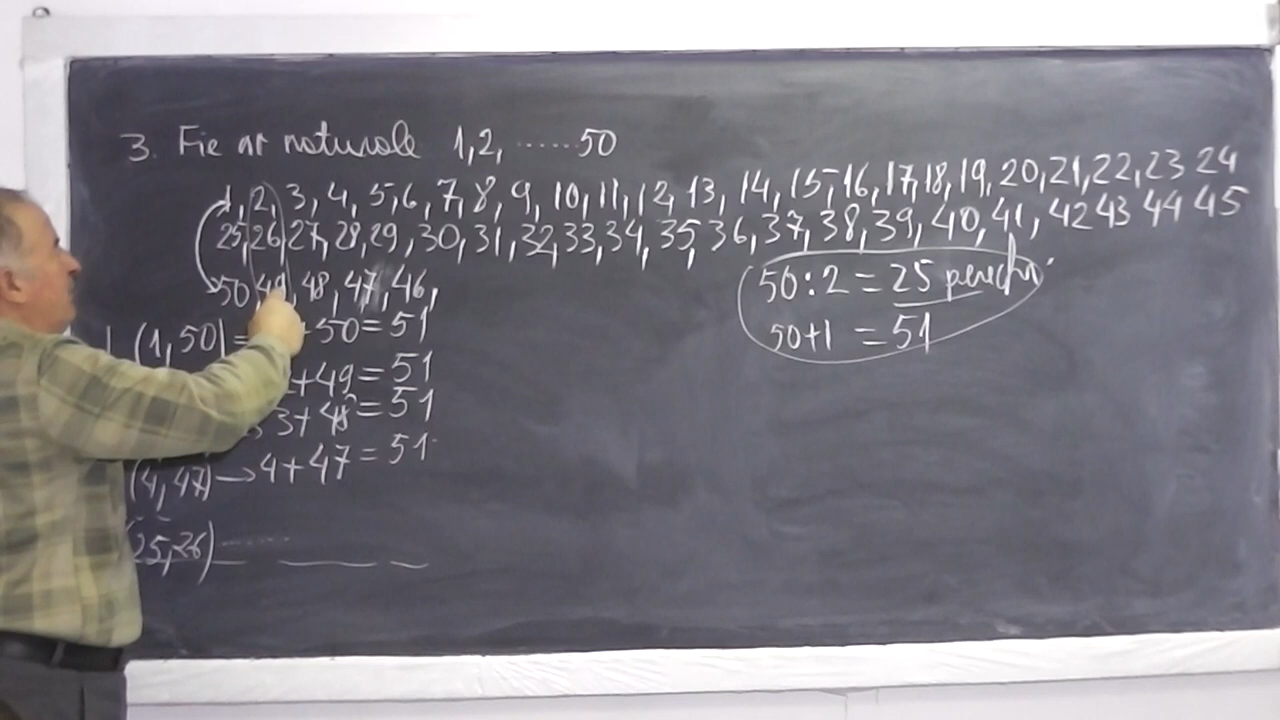 3. Fie nr naturale 1,2, ......50
1, 2, 3, 4, 5, 6, 7, 8, 9, 10, 11, 12, 13, 14, 15, 16, 17, 18, 19, 20, 21, 22, 23 24
25, 26, 27, 28, 29, 30, 31, 32, 33, 34, 35, 36, 37, 38, 39, 40, 41, 42 43 44 45
50, 49, 48, 47, 46,
(1,50) = +50=51
+49=51
3+48=51
(4,47)→4+47=51
25,26) ......
50:2=25 perechi
50+1=51